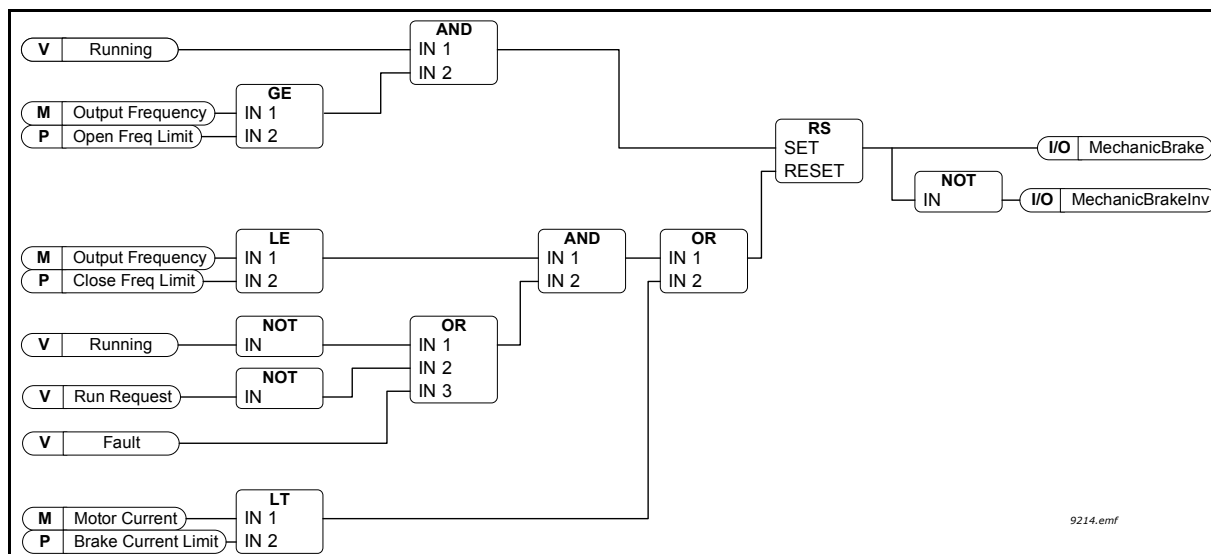 AND
V Running
IN 1
IN 2
GE
M Output Frequency
IN 1
P Open Freq Limit
IN 2
RS
SET
RESET
I/O MechanicBrake
NOT
IN
I/O MechanicBrakeInv
LE
M Output Frequency
IN 1
P Close Freq Limit
IN 2
AND
IN 1
IN 2
OR
IN 1
IN 2
V Running
NOT
IN
OR
IN 1
IN 2
IN 3
V Run Request
NOT
IN
V Fault
LT
M Motor Current
IN 1
P Brake Current Limit
IN 2
9214.emf